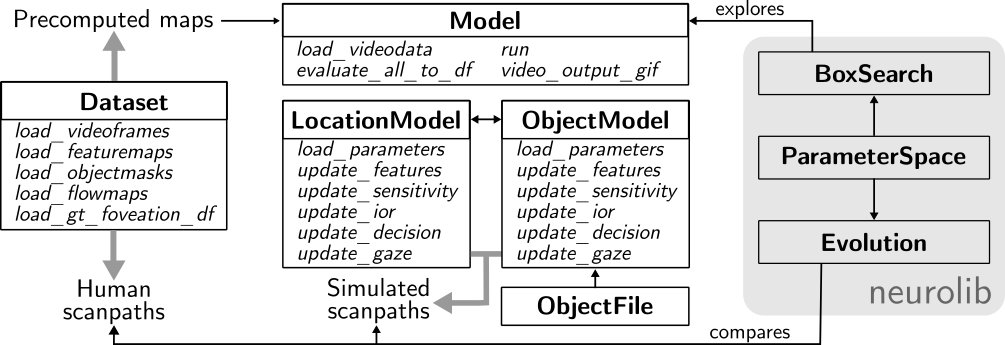 Precomputed maps
Model
load_videodata run
evaluate_all_to_df video_output_gif
explores
Dataset
load_videoframes
load_featuremaps
load_objectmasks
load_flowmaps
load_gt_foveation_df
LocationModel
load_parameters
update_features
update_sensitivity
update_ior
update_decision
update_gaze
ObjectModel
load_parameters
update_features
update_sensitivity
update_ior
update_decision
update_gaze
ObjectFile
BoxSearch
ParameterSpace
Evolution
neurolib
Human
scanpaths
Simulated
scanpaths
compares